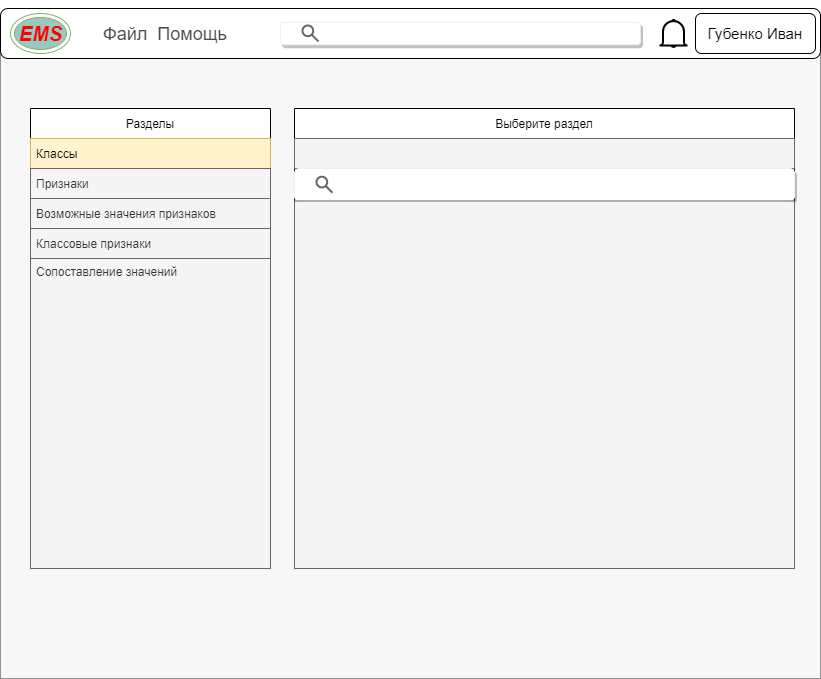 EMS
Файл Помощь
Губенко Иван
Разделы
Классы
Признаки
Возможные значения признаков
Классовые признаки
Сопоставление значений
Выберите раздел